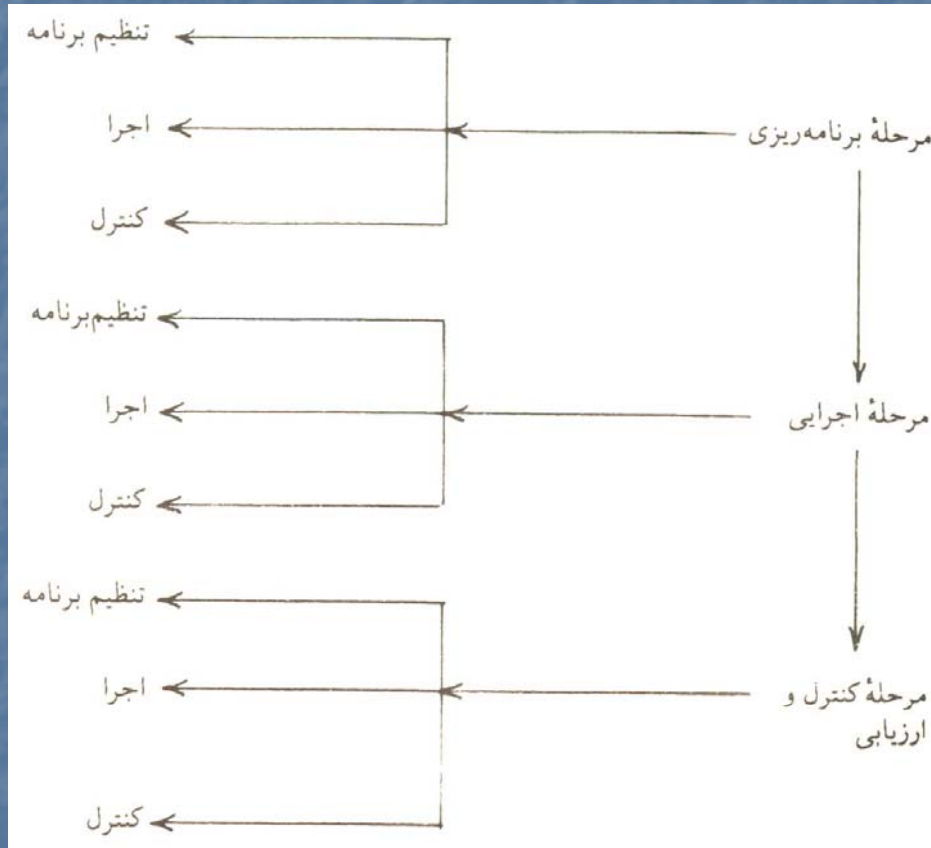 مرحلهٔ برنامه‌ریزی
تنظیم برنامه
اجرا
کنترل
مرحلهٔ اجرایی
تنظیم‌برنامه
اجرا
کنترل
مرحلهٔ کنترل و
ارزیابی
تنظیم برنامه
اجرا
کنترل